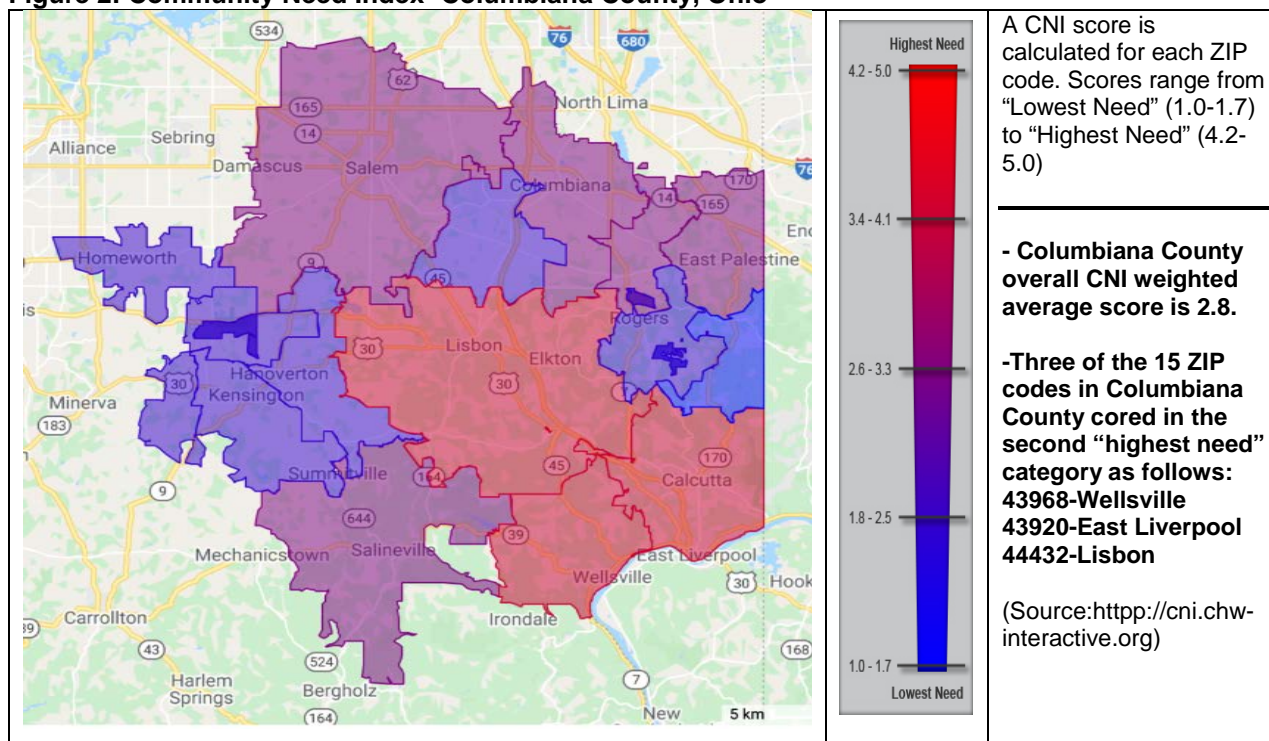 Figure 2: Community Need Index- Columbiana County, Ohio
534
76
680
62
165
North Lima
14
Sebring
Alliance
Damascus
Salem
Columbiana
170
76
14
165
Homeworth
9
45
East Palestine
Rogers
30
Lisbon
Elkton
30
Hanoverton
30
Kensington
7
Minerva
183
45
170
Summitville
164
Calcutta
9
644
39
Mechanicstown
Salineville
East Liverpool
Wellsville
30
Hook
Carrollton
Irondale
39
43
168
524
Harlem
Springs
Bergholz
7
164
New
5 km
Highest Need
4.2 - 5.0
3.4 - 4.1
2.6 - 3.3
1.8 - 2.5
1.0 - 1.7
Lowest Need
A CNI score is
calculated for each ZIP
code. Scores range from
“Lowest Need” (1.0-1.7)
to “Highest Need” (4.2-
5.0)
- Columbiana County
overall CNI weighted
average score is 2.8.
-Three of the 15 ZIP
codes in Columbiana
County cored in the
second “highest need”
category as follows:
43968-Wellsville
43920-East Liverpool
44432-Lisbon
(Source:httpp://cni.chw-
interactive.org)